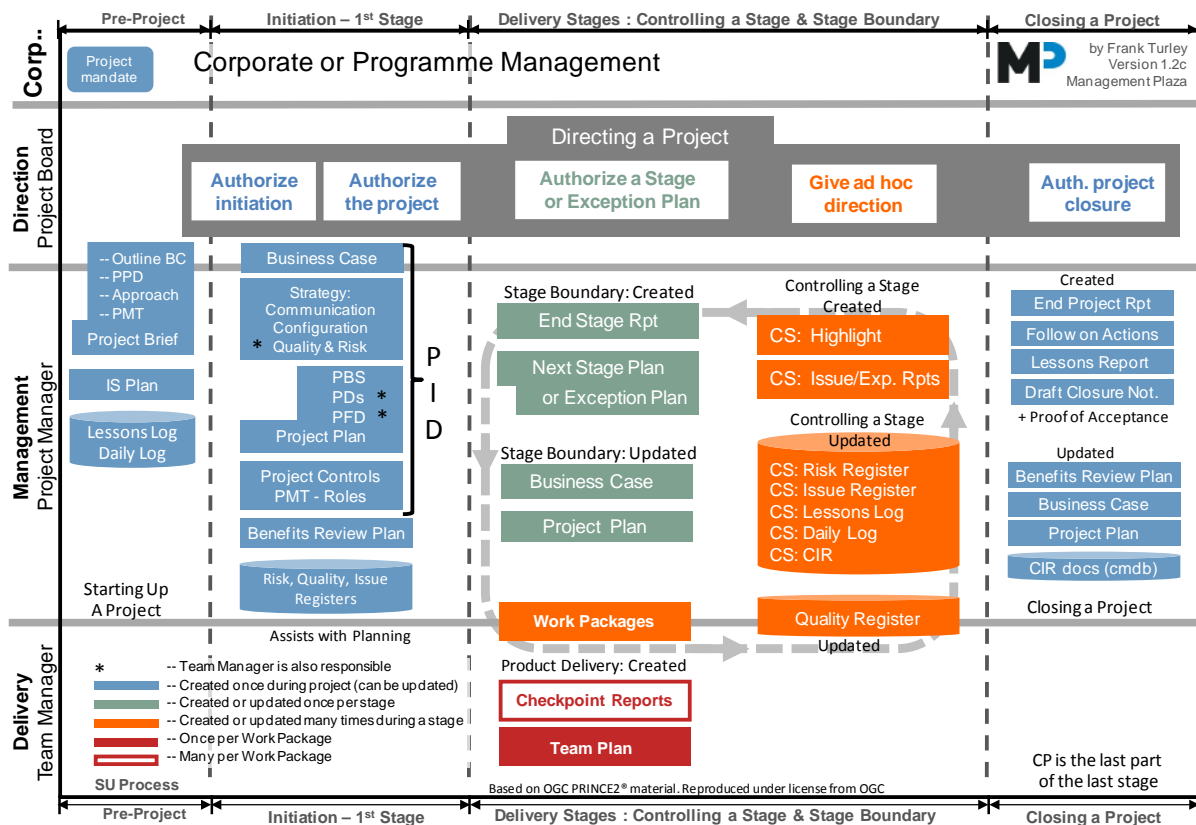 Pre-Project
Initiation – 1st Stage
Delivery Stages : Controlling a Stage & Stage Boundary
Closing a Project
Corp..
Project
mandate
Corporate or Programme Management
MP
by Frank Turley
Version 1.2c
Management Plaza
Direction
Project Board
Directing a Project
Authorize
initiation
Authorize
the project
Authorize a Stage
or Exception Plan
Give ad hoc
direction
Auth. project
closure
Management
Project Manager
-- Outline BC
-- PPD
-- Approach
-- PMT
Project Brief
IS Plan
Lessons Log
Daily Log
Starting Up
A Project
Business Case
Strategy:
Communication
Configuration
* Quality & Risk
PBS
PDs *
PFD *
Project Plan
Project Controls
PMT - Roles
P
I
D
Benefits Review Plan
Risk, Quality, Issue
Registers
Assists with Planning
Stage Boundary: Created
End Stage Rpt
Next Stage Plan
or Exception Plan
Stage Boundary: Updated
Business Case
Project Plan
Work Packages
Controlling a Stage
Created
CS: Highlight
CS: Issue/Exp. Rpts
Controlling a Stage
Updated
CS: Risk Register
CS: Issue Register
CS: Lessons Log
CS: Daily Log
CS: CIR
Quality Register
Updated
Created
End Project Rpt
Follow on Actions
Lessons Report
Draft Closure Not.
+ Proof of Acceptance
Updated
Benefits Review Plan
Business Case
Project Plan
CIR docs (cmdb)
Closing a Project
Delivery
Team Manager
* -- Team Manager is also responsible
-- Created once during project (can be updated)
-- Created or updated once per stage
-- Created or updated many times during a stage
-- Once per Work Package
-- Many per Work Package
SU Process
Product Delivery: Created
Checkpoint Reports
Team Plan
Based on OGC PRINCE2® material. Reproduced under license from OGC
CP is the last part
of the last stage
Pre-Project
Initiation – 1st Stage
Delivery Stages : Controlling a Stage & Stage Boundary
Closing a Project